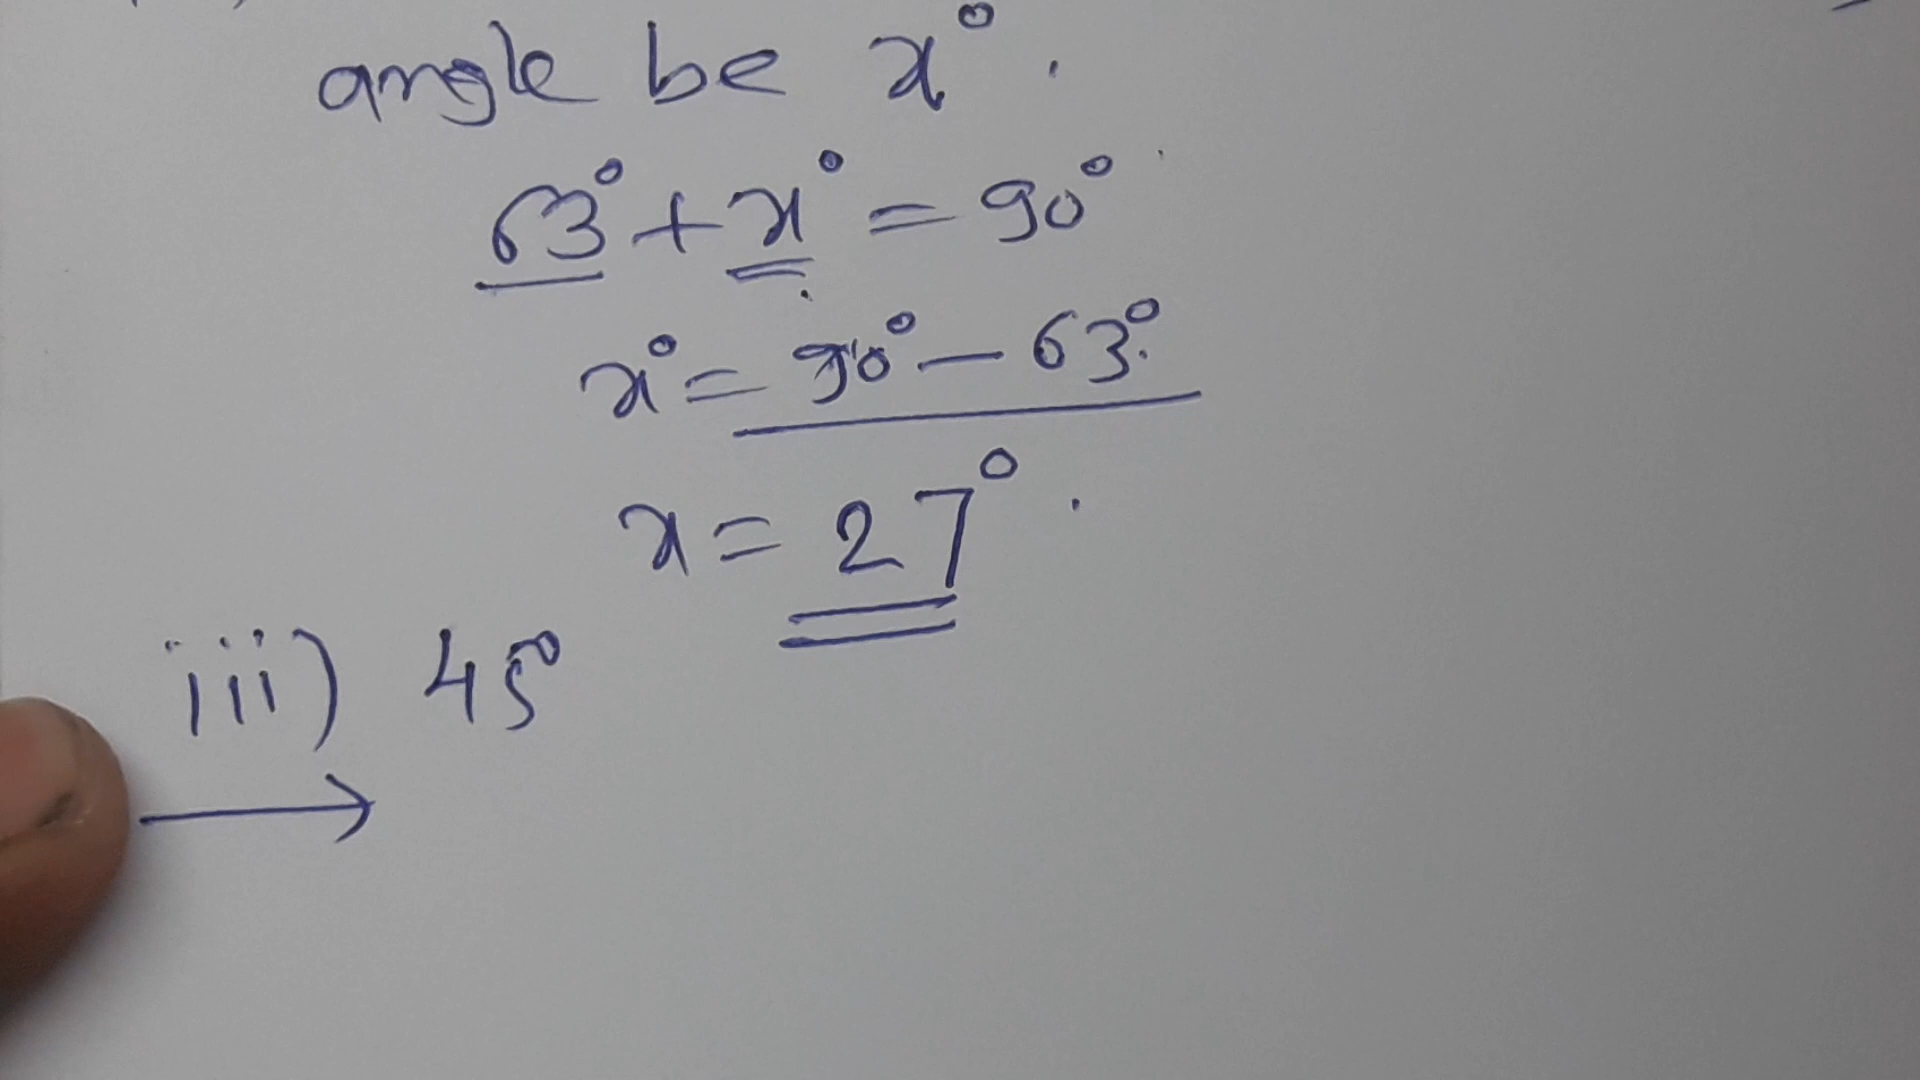 angle be x°.
63° + x° = 90°
x° = 90° - 63°
x = 27°.
iii) 45°